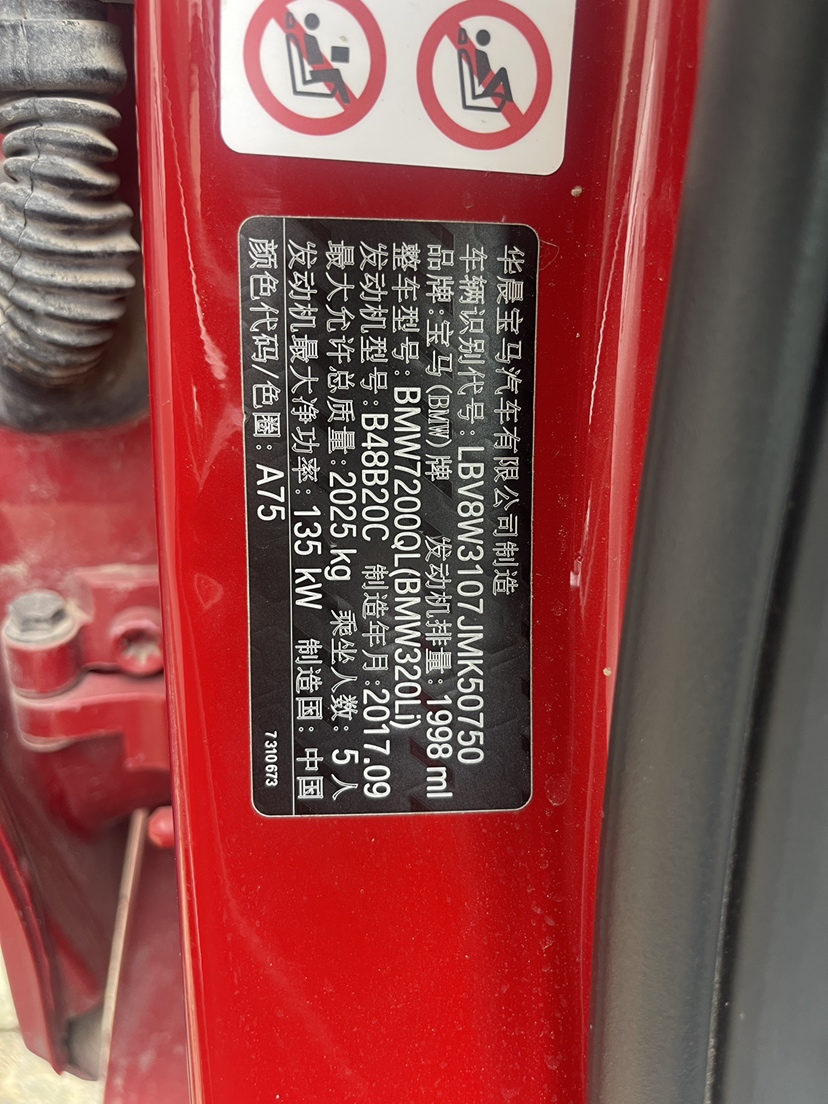 华晨宝马汽车有限公司制造
车辆识别代号: LBV8W3107JMK50750
品牌: 宝马(BMW)牌 发动机排量: 1998 ml
整车型号: BMW7200QL(BMW320Li)
发动机型号: B48B20C 制造年月: 2017.09
最大允许总质量: 2025 kg 乘坐人数: 5 人
发动机最大净功率: 135 kW 制造国: 中国
颜色代码/色圈: A75 7310673